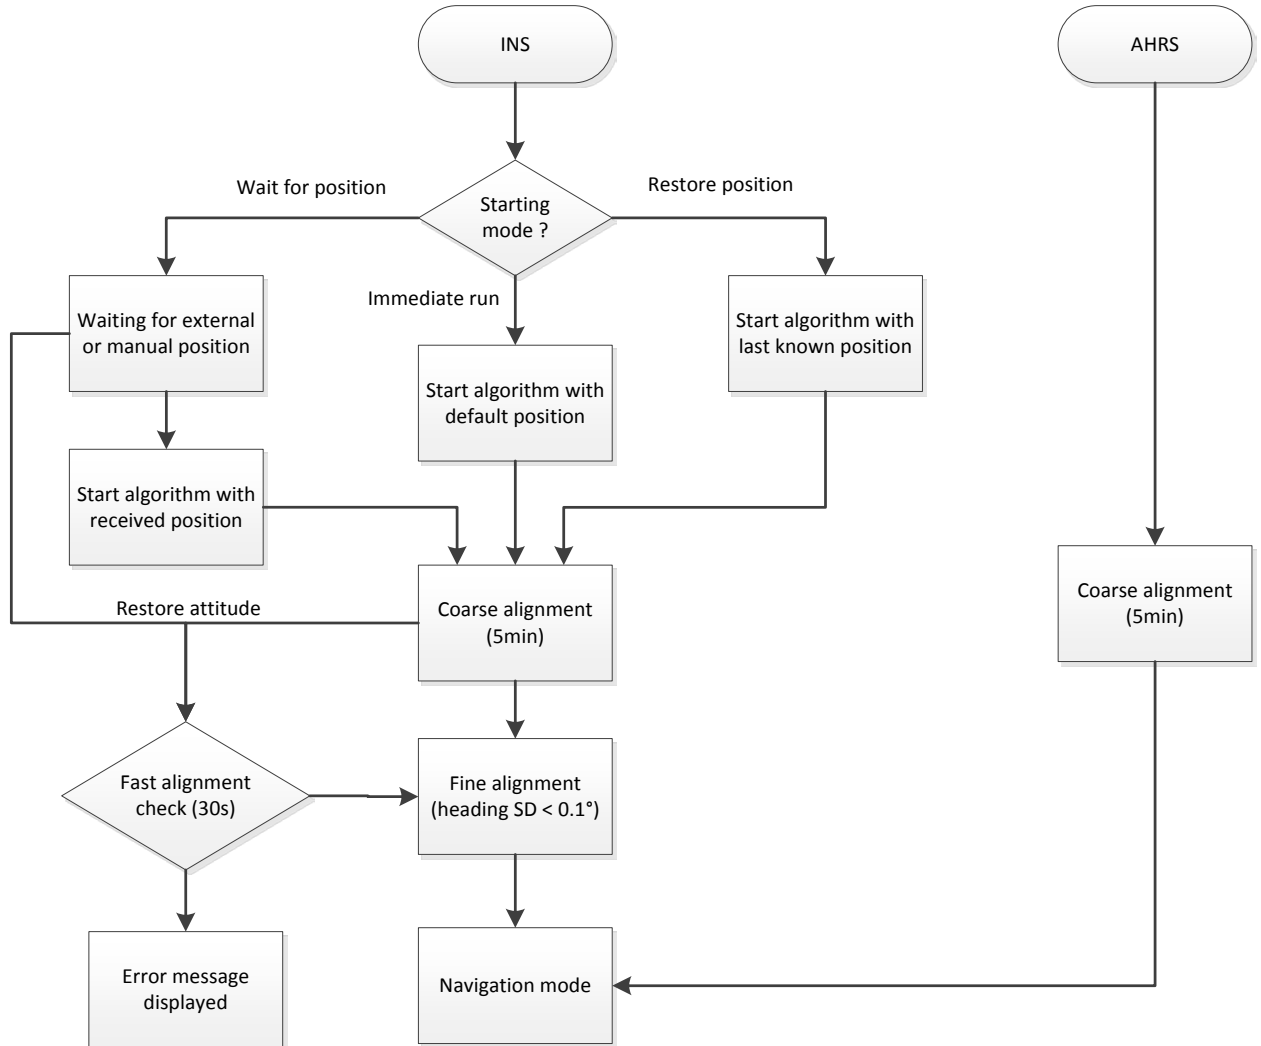 INS
AHRS
Wait for position
Restore position
Starting
mode ?
Immediate run
Waiting for external
or manual position
Start algorithm with
last known position
Start algorithm with
default position
Start algorithm with
received position
Restore attitude
Coarse alignment
(5min)
Coarse alignment
(5min)
Fast alignment
check (30s)
Fine alignment
(heading SD < 0.1°)
Error message
displayed
Navigation mode